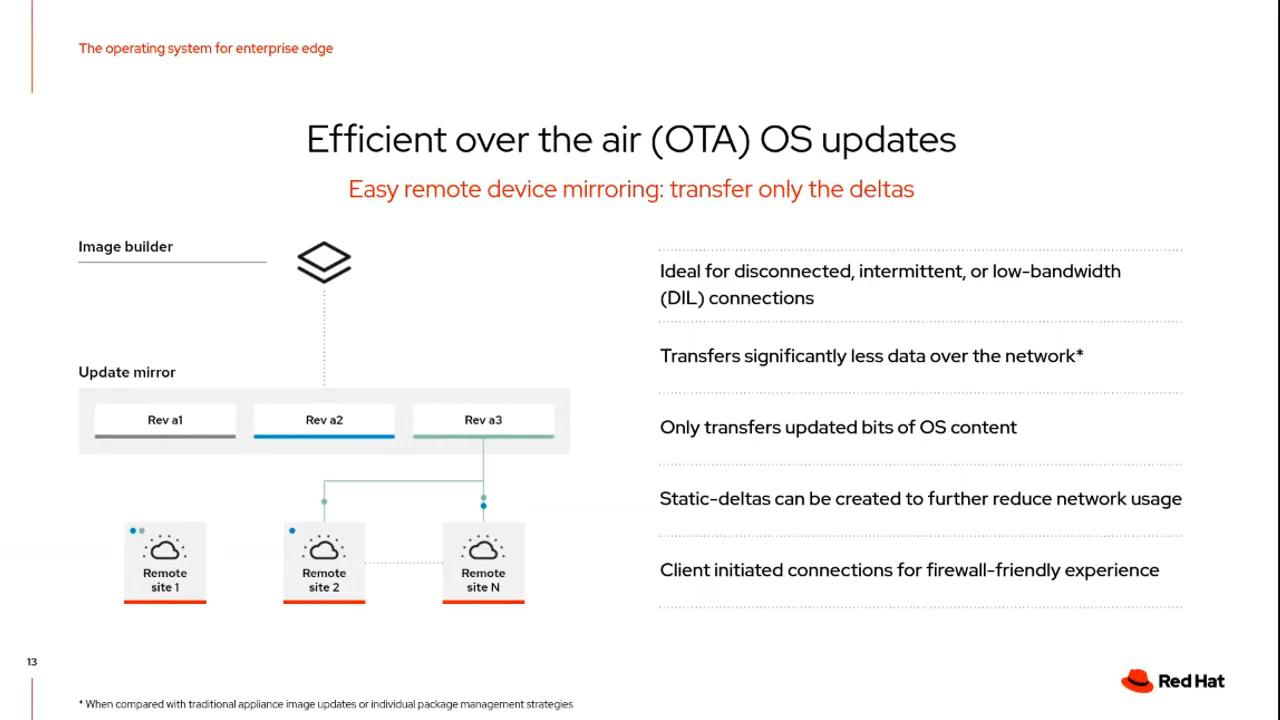 The operating system for enterprise edge
Efficient over the air (OTA) OS updates
Easy remote device mirroring: transfer only the deltas
Image builder
Update mirror
Rev a1
Rev a2
Rev a3
Remote
site 1
Remote
site 2
Remote
site N
Ideal for disconnected, intermittent, or low-bandwidth
(DIL) connections
Transfers significantly less data over the network*
Only transfers updated bits of OS content
Static-deltas can be created to further reduce network usage
Client initiated connections for firewall-friendly experience
13
* When compared with traditional appliance image updates or individual package management strategies
Red Hat